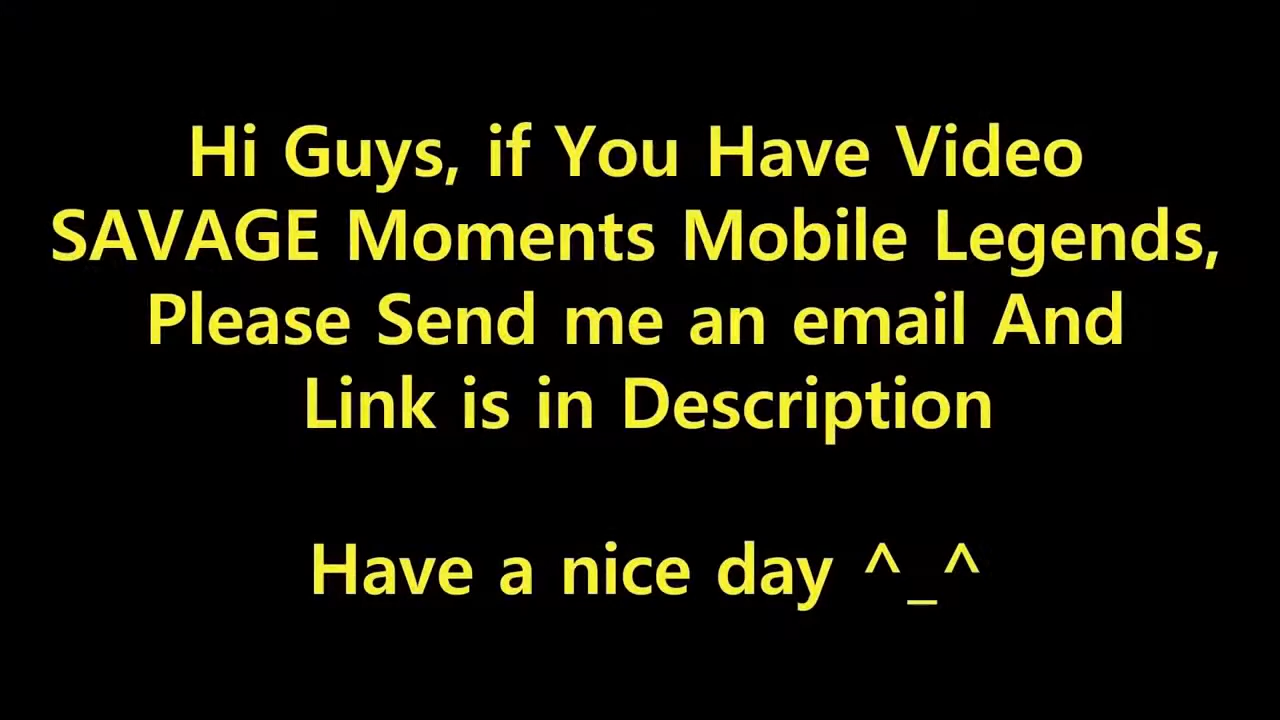 Hi Guys, if You Have Video
SAVAGE Moments Mobile Legends,
Please Send me an email And
Link is in Description
Have a nice day ^_^